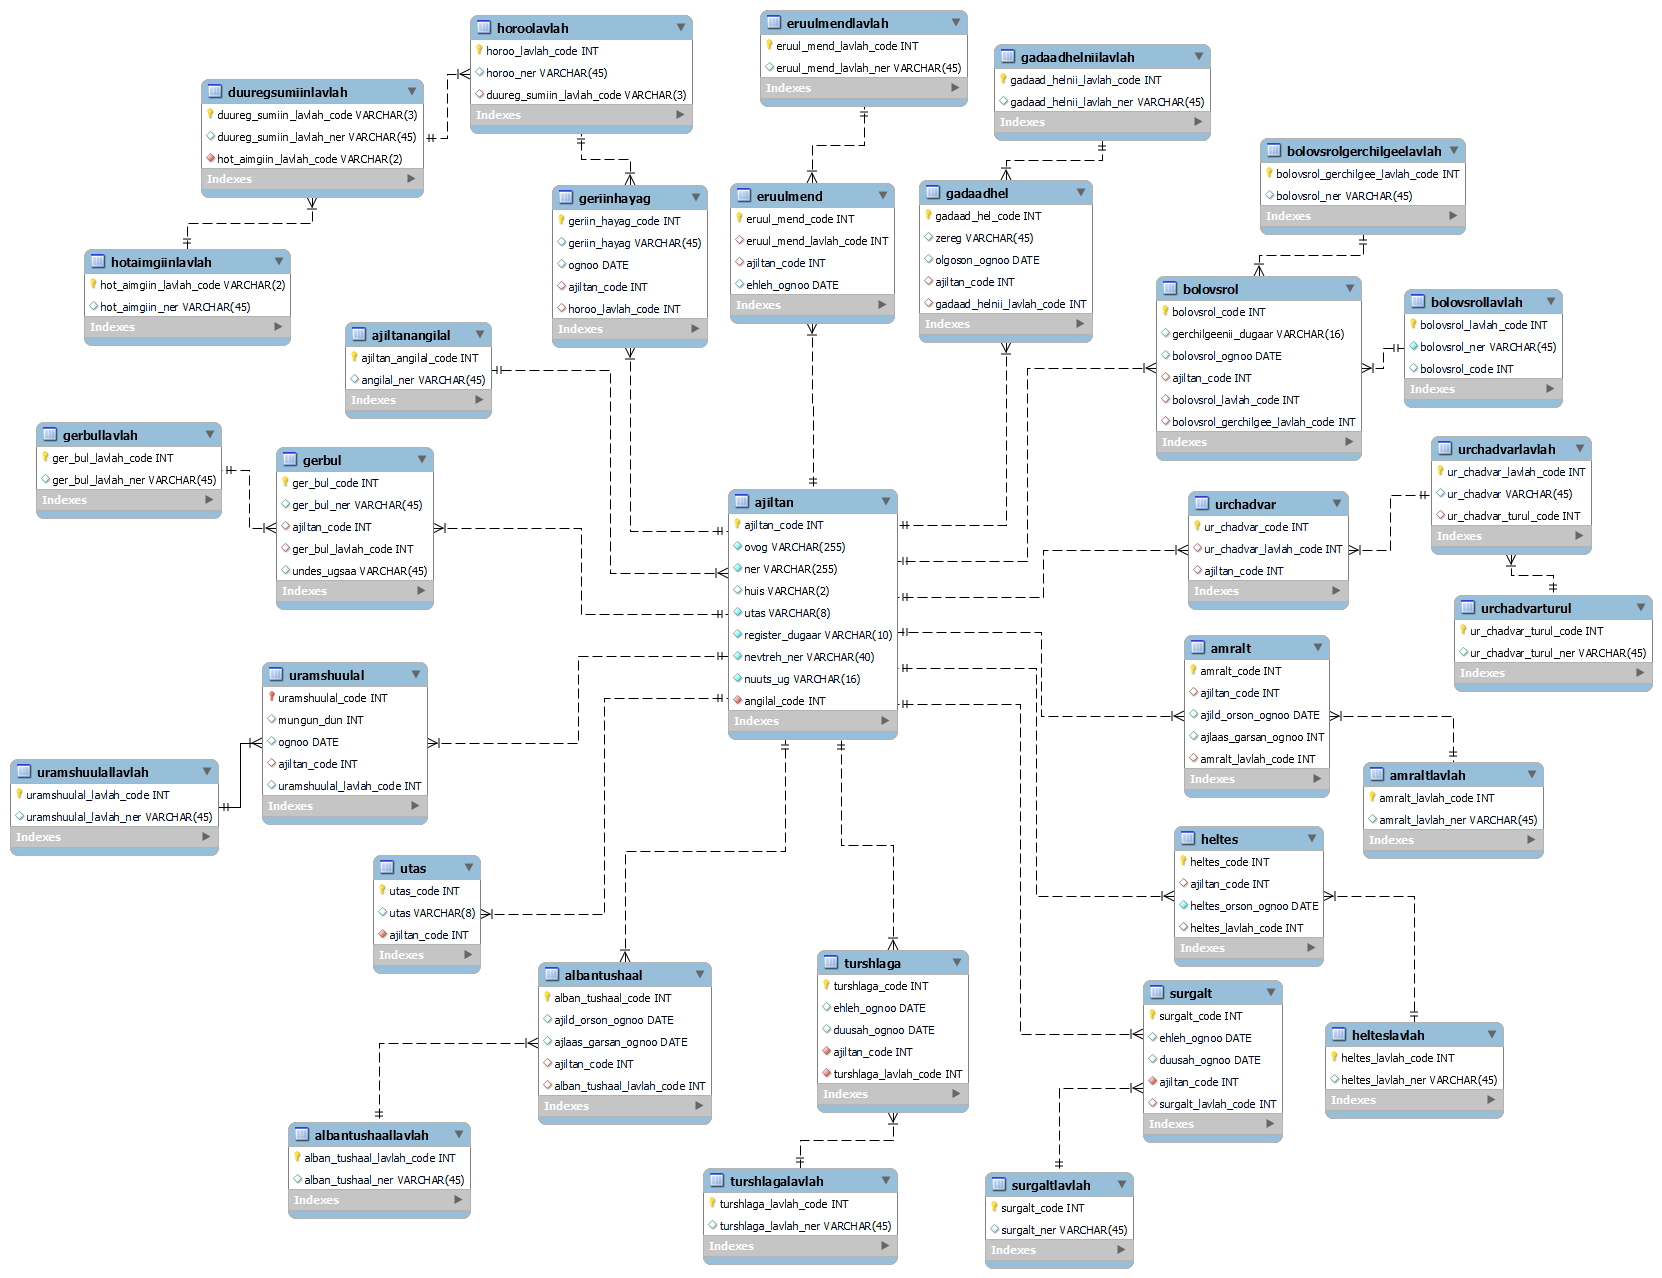 horoolavlah
horoo_lavlah_code INT
horoo_ner VARCHAR(45)
duureg_sumiin_lavlah_code VARCHAR(3)
Indexes
eruulmendlavlah
eruul_mend_lavlah_code INT
eruul_mend_lavlah_ner VARCHAR(45)
Indexes
gadaadhelniilavlah
gadaad_helnii_lavlah_code INT
gadaad_helnii_lavlah_ner VARCHAR(45)
Indexes
duuregsumiinlavlah
duureg_sumiin_lavlah_code VARCHAR(3)
duureg_sumiin_lavlah_ner VARCHAR(45)
hot_aimgiin_lavlah_code VARCHAR(2)
Indexes
bolovsrolgerchilgeelavlah
bolovsrol_gerchilgee_lavlah_code INT
bolovsrol_ner VARCHAR(45)
Indexes
geriinhayag
geriin_hayag_code INT
geriin_hayag VARCHAR(45)
ognoo DATE
ajiltan_code INT
horoo_lavlah_code INT
Indexes
eruulmend
eruul_mend_code INT
eruul_mend_lavlah_code INT
ajiltan_code INT
ehleh_ognoo DATE
Indexes
gadaadhel
gadaad_hel_code INT
zereg VARCHAR(45)
olgoson_ognoo DATE
ajiltan_code INT
gadaad_helnii_lavlah_code INT
Indexes
hotaimgiinlavlah
hot_aimgiin_lavlah_code VARCHAR(2)
hot_aimgiin_ner VARCHAR(45)
Indexes
bolovsrol
bolovsrol_code INT
gerchilgeenii_dugaar VARCHAR(16)
bolovsrol_ognoo DATE
ajiltan_code INT
bolovsrol_lavlah_code INT
bolovsrol_gerchilgee_lavlah_code INT
Indexes
bolovsrollavlah
bolovsrol_lavlah_code INT
bolovsrol_ner VARCHAR(45)
bolovsrol_code INT
Indexes
ajiltanangilal
ajiltan_angilal_code INT
angilal_ner VARCHAR(45)
Indexes
gerbullavlah
ger_bul_lavlah_code INT
ger_bul_lavlah_ner VARCHAR(45)
Indexes
gerbul
ger_bul_code INT
ger_bul_ner VARCHAR(45)
ajiltan_code INT
ger_bul_lavlah_code INT
undes_ugsaa VARCHAR(45)
Indexes
urchadvarlavlah
ur_chadvar_lavlah_code INT
ur_chadvar VARCHAR(45)
ur_chadvar_turul_code INT
Indexes
ajiltan
ajiltan_code INT
ovog VARCHAR(255)
ner VARCHAR(255)
huis VARCHAR(2)
utas VARCHAR(8)
register_dugaar VARCHAR(10)
nevtreh_ner VARCHAR(40)
nuuts_ug VARCHAR(16)
angilal_code INT
Indexes
urchadvar
ur_chadvar_code INT
ur_chadvar_lavlah_code INT
ajiltan_code INT
Indexes
urchadvarturul
ur_chadvar_turul_code INT
ur_chadvar_turul_ner VARCHAR(45)
Indexes
amralt
amralt_code INT
ajiltan_code INT
ajild_orson_ognoo DATE
ajlaas_garsan_ognoo INT
amralt_lavlah_code INT
Indexes
uramshuulal
uramshuulal_code INT
mungun_dun INT
ognoo DATE
ajiltan_code INT
uramshuulal_lavlah_code INT
Indexes
uramshuulallavlah
uramshuulal_lavlah_code INT
uramshuulal_lavlah_ner VARCHAR(45)
Indexes
amraltlavlah
amralt_lavlah_code INT
amralt_lavlah_ner VARCHAR(45)
Indexes
heltes
heltes_code INT
ajiltan_code INT
heltes_orson_ognoo DATE
heltes_lavlah_code INT
Indexes
utas
utas_code INT
utas VARCHAR(8)
ajiltan_code INT
Indexes
albantushaal
alban_tushaal_code INT
ajild_orson_ognoo DATE
ajlaas_garsan_ognoo DATE
ajiltan_code INT
alban_tushaal_lavlah_code INT
Indexes
turshlaga
turshlaga_code INT
ehleh_ognoo DATE
duusah_ognoo DATE
ajiltan_code INT
turshlaga_lavlah_code INT
Indexes
surgalt
surgalt_code INT
ehleh_ognoo DATE
duusah_ognoo DATE
ajiltan_code INT
surgalt_lavlah_code INT
Indexes
helteslavlah
heltes_lavlah_code INT
heltes_lavlah_ner VARCHAR(45)
Indexes
albantushaallavlah
alban_tushaal_lavlah_code INT
alban_tushaal_ner VARCHAR(45)
Indexes
turshlagalavlah
turshlaga_lavlah_code INT
turshlaga_lavlah_ner VARCHAR(45)
Indexes
surgaltlavlah
surgalt_code INT
surgalt_ner VARCHAR(45)
Indexes